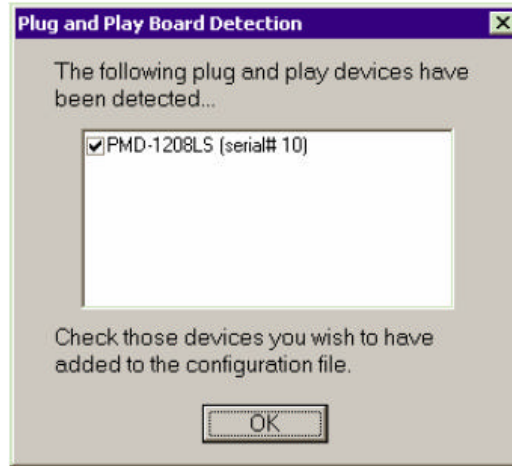 Plug and Play Board Detection
The following plug and play devices have
been detected...
PMD-1208LS (serial# 10)
Check those devices you wish to have
added to the configuration file.
OK